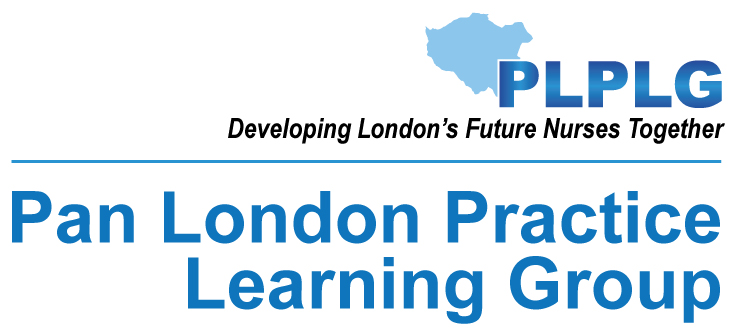 PLPLG
Developing London's Future Nurses Together
Pan London Practice
Learning Group